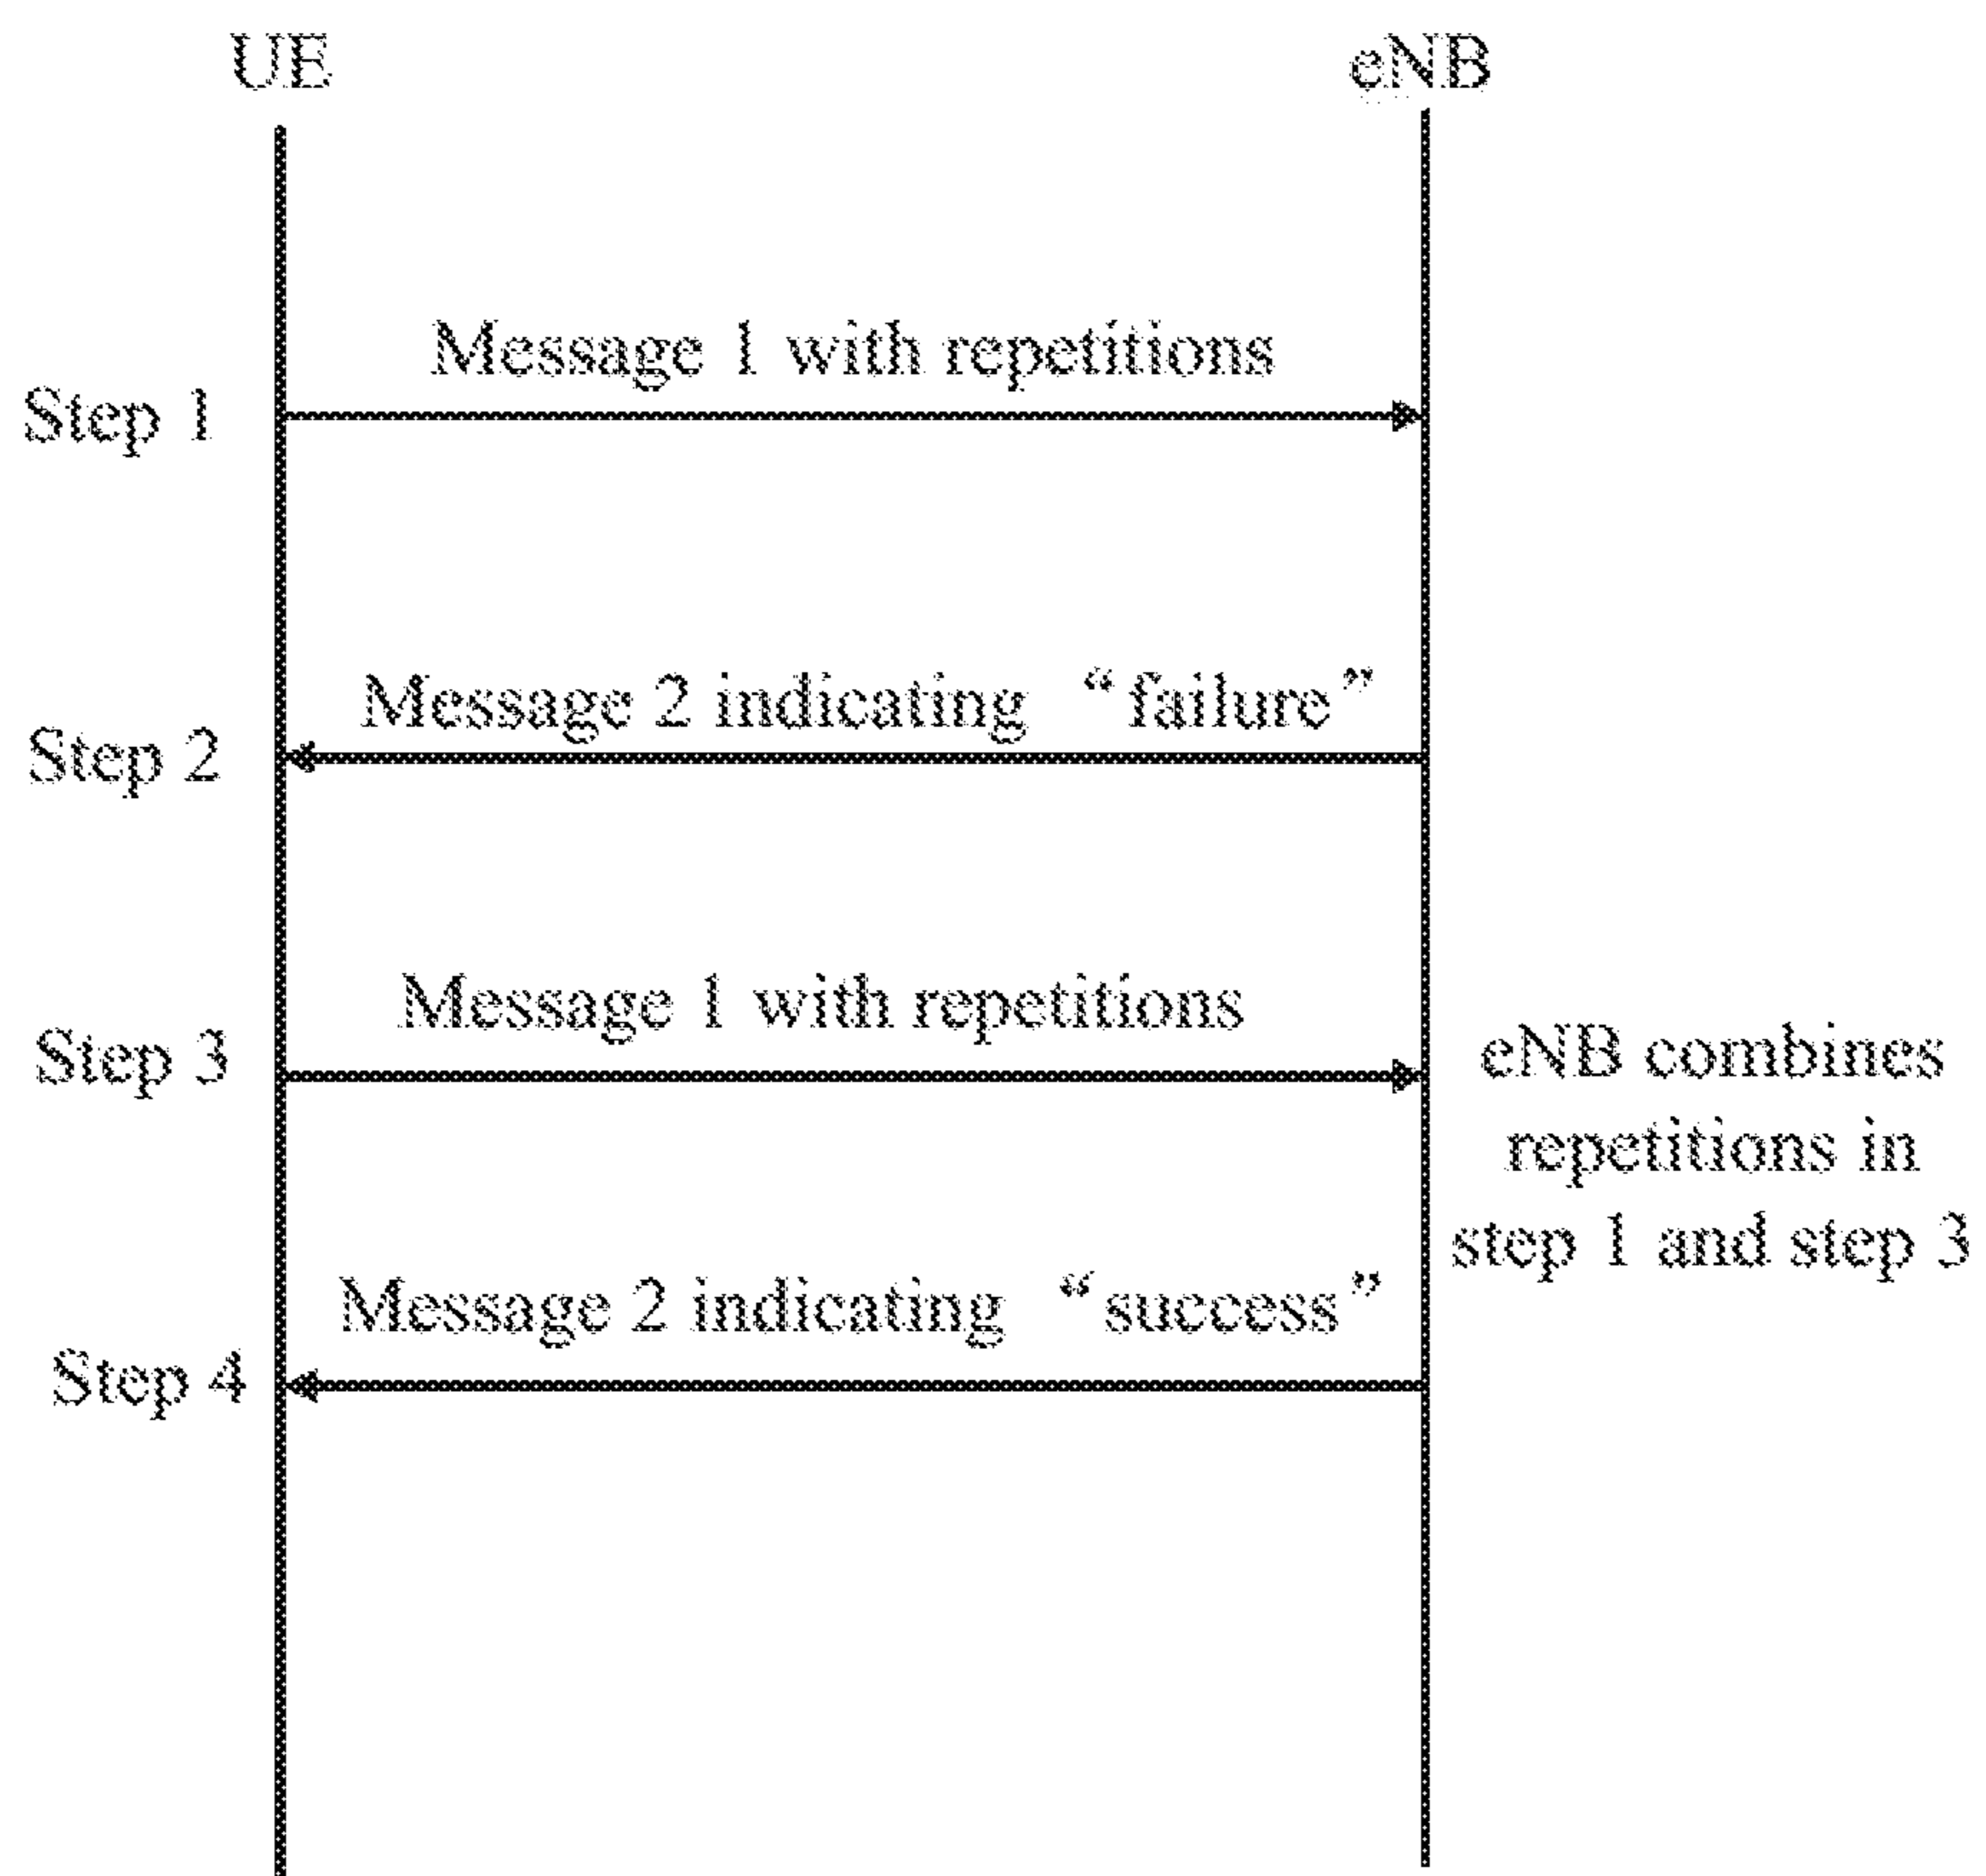 UE
eNB
Message 1 with repetitions
Step 1
Message 2 indicating “failure”
Step 2
Message 1 with repetitions
Step 3
eNB combines
repetitions in
step 1 and step 3
Message 2 indicating “success”
Step 4